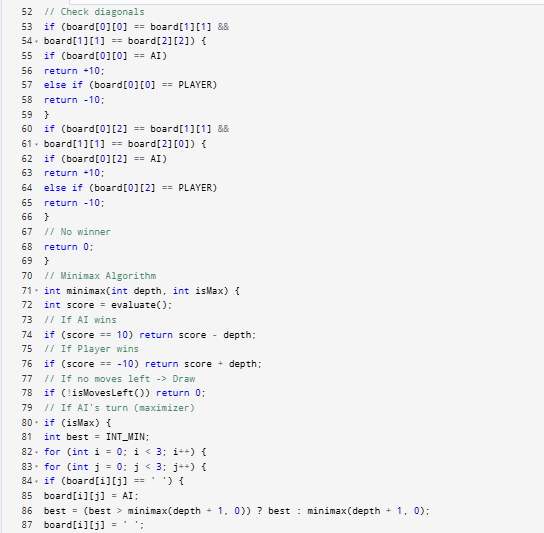 52 // Check diagonals
53 if (board[0][0] == board[1][1] &&
54 board[1][1] == board[2][2]) {
55 if (board[0][0] == AI)
56 return +10;
57 else if (board[0][0] == PLAYER)
58 return -10;
59 }
60 if (board[0][2] == board[1][1] &&
61 board[1][1] == board[2][0]) {
62 if (board[0][2] == AI)
63 return +10;
64 else if (board[0][2] == PLAYER)
65 return -10;
66 }
67 // No winner
68 return 0;
69 }
70 // Minimax Algorithm
71 int minimax(int depth, int isMax) {
72 int score = evaluate();
73 // If AI wins
74 if (score == 10) return score - depth;
75 // If Player wins
76 if (score == -10) return score + depth;
77 // If no moves left -> Draw
78 if (!isMovesLeft()) return 0;
79 // If AI's turn (maximizer)
80 if (isMax) {
81 int best = INT_MIN;
82 for (int i = 0; i < 3; i++) {
83 for (int j = 0; j < 3; j++) {
84 if (board[i][j] == ' ') {
85 board[i][j] = AI;
86 best = (best > minimax(depth + 1, 0)) ? best : minimax(depth + 1, 0);
87 board[i][j] = ' ';